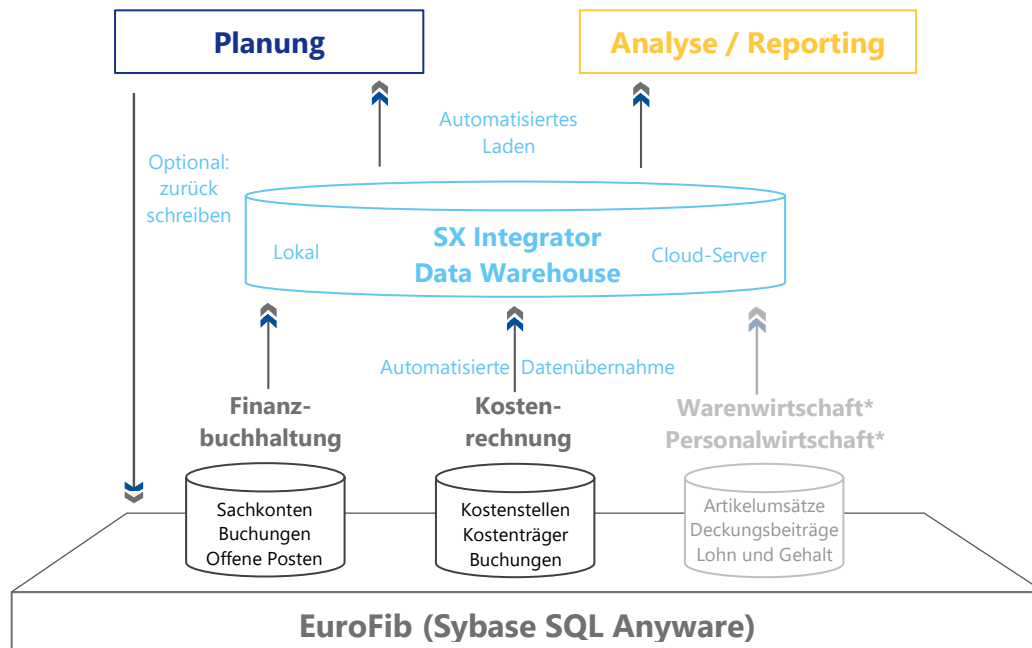 Planung
Analyse / Reporting
Automatisiertes
Laden
Optional:
zurück
schreiben
SX Integrator
Data Warehouse
Lokal
Cloud-Server
Automatisierte Datenübernahme
Finanz-
buchhaltung
Kosten-
rechnung
Warenwirtschaft*
Personalwirtschaft*
Sachkonten
Buchungen
Offene Posten
Kostenstellen
Kostenträger
Buchungen
Artikelumsätze
Deckungsbeiträge
Lohn und Gehalt
EuroFib (Sybase SQL Anyware)